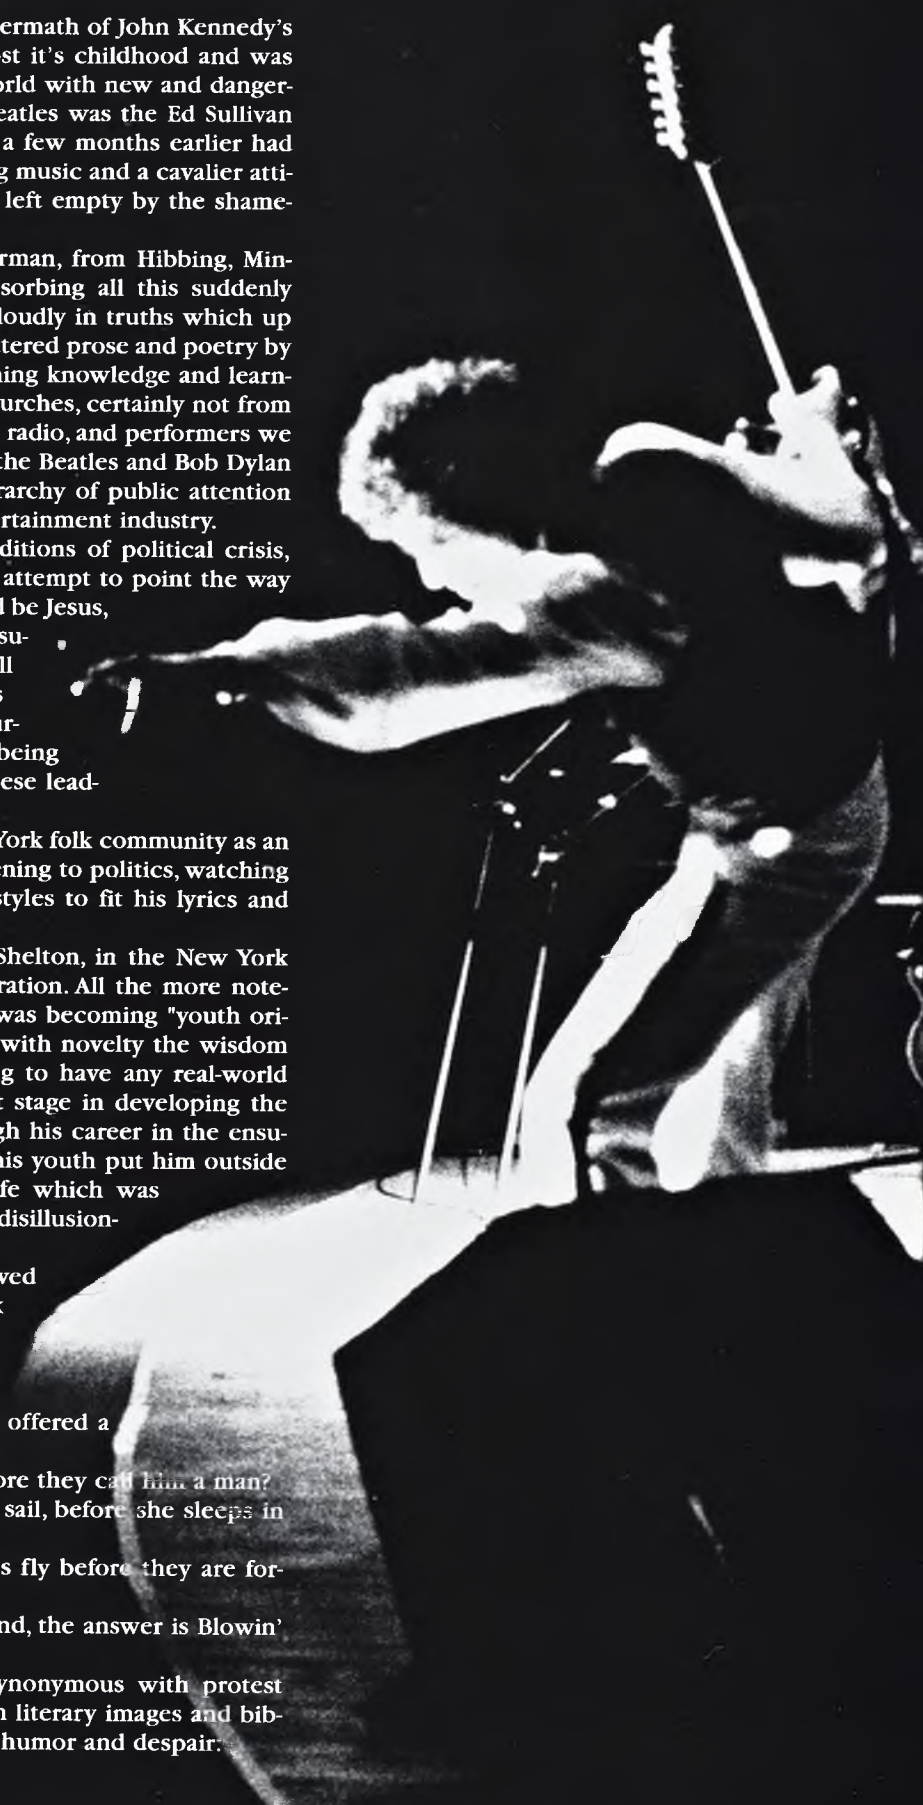 ermath of John Kennedy's
st it's childhood and was
orld with new and danger-
eatles was the Ed Sullivan
a few months earlier had
g music and a cavalier atti-
left empty by the shame-
rman, from Hibbing, Min-
sorbing all this suddenly
loudly in truths which up
tered prose and poetry by
ning knowledge and learn-
urches, certainly not from
radio, and performers we
the Beatles and Bob Dylan
rarchy of public attention
rtainment industry.
ditions of political crisis,
attempt to point the way
d be Jesus,
su-
ll
s
ur-
being
ese lead-
York folk community as an
ening to politics, watching
styles to fit his lyrics and
Shelton, in the New York
ration. All the more note-
was becoming "youth ori-
with novelty the wisdom
g to have any real-world
t stage in developing the
gh his career in the ensu-
his youth put him outside
fe which was
disillusion-
ved
k
offered a
ore they call him a man?
sail, before she sleeps in
s fly before they are for-
nd, the answer is Blowin'
ynonymous with protest
n literary images and bib-
humor and despair.